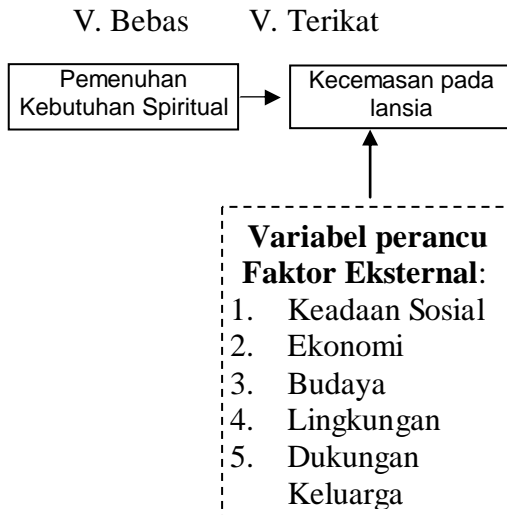 V. Bebas V. Terikat
Pemenuhan
Kebutuhan Spiritual
Kecemasan pada
lansia
Variabel perancu
Faktor Eksternal:
1. Keadaan Sosial
2. Ekonomi
3. Budaya
4. Lingkungan
5. Dukungan
Keluarga